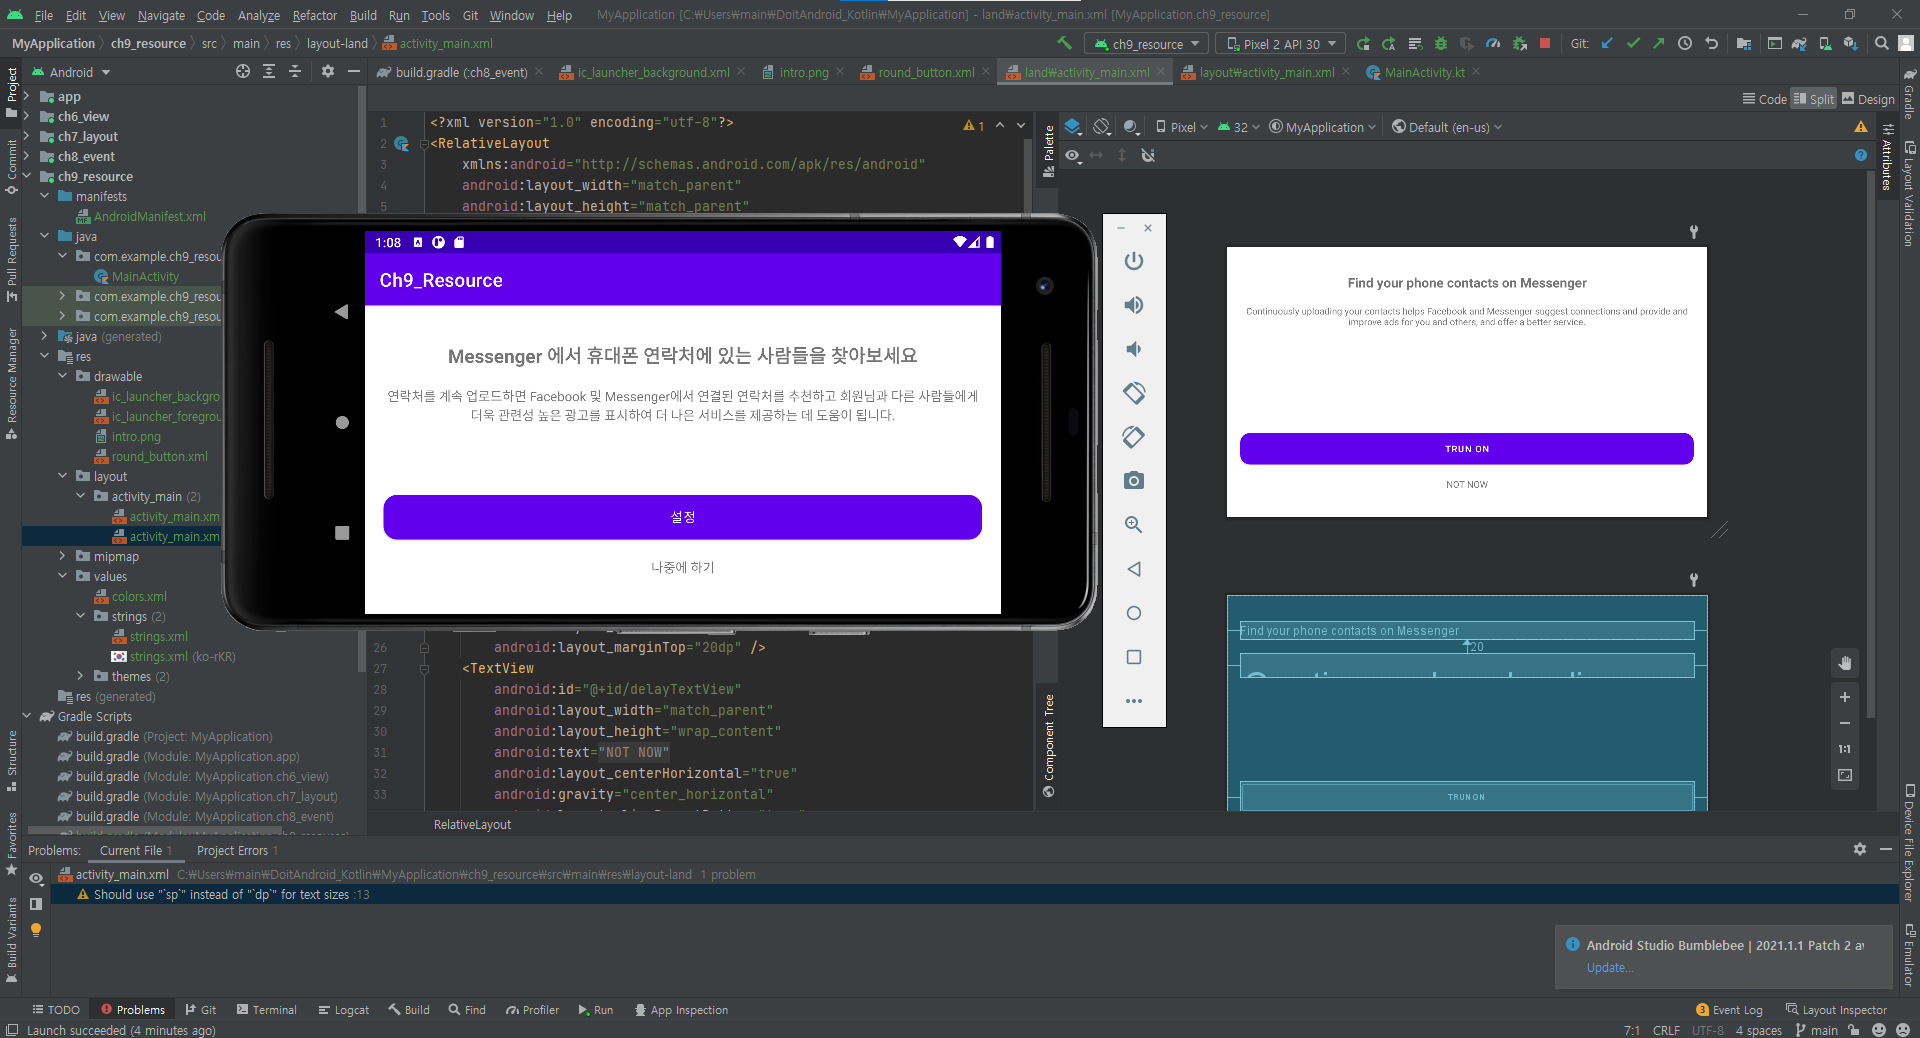 File Edit View Navigate Code Analyze Refactor Build Run Tools Git Window Help MyApplication [C:₩Users₩main₩DoitAndroid_Kotlin₩MyApplication] - land₩activity_main.xml [MyApplication.ch9_resource]
MyApplication ch9_resource src main res layout-land activity_main.xml ch9_resource Pixel 2 API 30 Git:
Android build.gradle (:ch8_event) ic_launcher_background.xml intro.png round_button.xml land₩activity_main.xml layout₩activity_main.xml MainActivity.kt
Code Split Design
Project
Commit
Pull Requests
Resource Manager
Structure
Favorites
Build Variants
app
ch6_view
ch7_layout
ch8_event
ch9_resource
manifests
AndroidManifest.xml
java
com.example.ch9_resou
MainActivity
com.example.ch9_resou
com.example.ch9_resou
java (generated)
res
drawable
ic_launcher_backgro
ic_launcher_foregrou
intro.png
round_button.xml
layout
activity_main (2)
activity_main.xm
activity_main.xm
mipmap
values
colors.xml
strings (2)
strings.xml
strings.xml (ko-rKR)
themes (2)
res (generated)
Gradle Scripts
build.gradle (Project: MyApplication)
build.gradle (Module: MyApplication.app)
build.gradle (Module: MyApplication.ch6_view)
build.gradle (Module: MyApplication.ch7_layout)
build.gradle (Module: MyApplication.ch8_event)
1 <?xml version="1.0" encoding="utf-8"?>
2 <RelativeLayout
3 xmlns:android="http://schemas.android.com/apk/res/android"
4 android:layout_width="match_parent"
5 android:layout_height="match_parent"
1
1:08
Ch9_Resource
Messenger 에서 휴대폰 연락처에 있는 사람들을 찾아보세요
연락처를 계속 업로드하면 Facebook 및 Messenger에서 연결된 연락처를 추천하고 회원님과 다른 사람들에게
더욱 관련성 높은 광고를 표시하여 더 나은 서비스를 제공하는 데 도움이 됩니다.
설정
나중에 하기
26 android:layout_marginTop="20dp" />
27 <TextView
28 android:id="@+id/delayTextView"
29 android:layout_width="match_parent"
30 android:layout_height="wrap_content"
31 android:text="NOT NOW"
32 android:layout_centerHorizontal="true"
33 android:gravity="center_horizontal"
RelativeLayout
Palette
Component Tree
Pixel 32 MyApplication Default (en-us)
Find your phone contacts on Messenger
Continuously uploading your contacts helps Facebook and Messenger suggest connections and provide and
improve ads for you and others, and offer a better service.
TRUN ON
NOT NOW
Find your phone contacts on Messenger
20
TRUN ON
1:1
Attributes
Gradle
Layout Validation
Device File Explorer
Emulator
Problems: Current File 1 Project Errors 1
activity_main.xml C:₩Users₩main₩DoitAndroid_Kotlin₩MyApplication₩ch9_resource₩src₩main₩res₩layout-land 1 problem
Should use "`sp`" instead of "`dp`" for text sizes :13
Android Studio Bumblebee | 2021.1.1 Patch 2 av
Update...
TODO Problems Git Terminal Logcat Build Find Profiler Run App Inspection 3 Event Log Layout Inspector
Launch succeeded (4 minutes ago) 7:1 CRLF UTF-8 4 spaces main